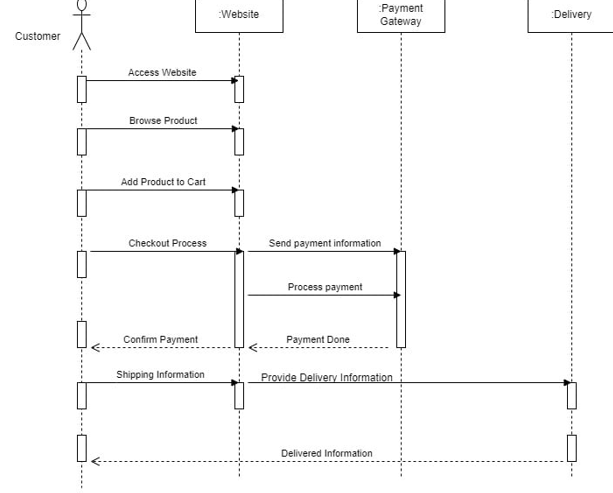 :Website
:Payment
Gateway
:Delivery
Customer
Access Website
Browse Product
Add Product to Cart
Checkout Process
Send payment information
Process payment
Confirm Payment
Payment Done
Shipping Information
Provide Delivery Information
Delivered Information